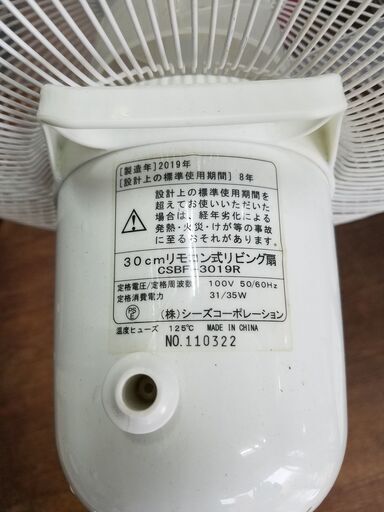 [製造年]2019年
[設計上の標準使用期間] 8年
設計上の標準使用期間を
超えてお使いいただいた
場合は、経年劣化による
発熱・火災・けが等の事故
に至るおそれがあります。
30cmリモコン式リビング扇
CSBF-3019R
定格電圧/定格周波数 100V 50/60Hz
定格消費電力 31/35W
PSE (株)シーズコーポレーション
温度ヒューズ 125℃ MADE IN CHINA
NO.110322